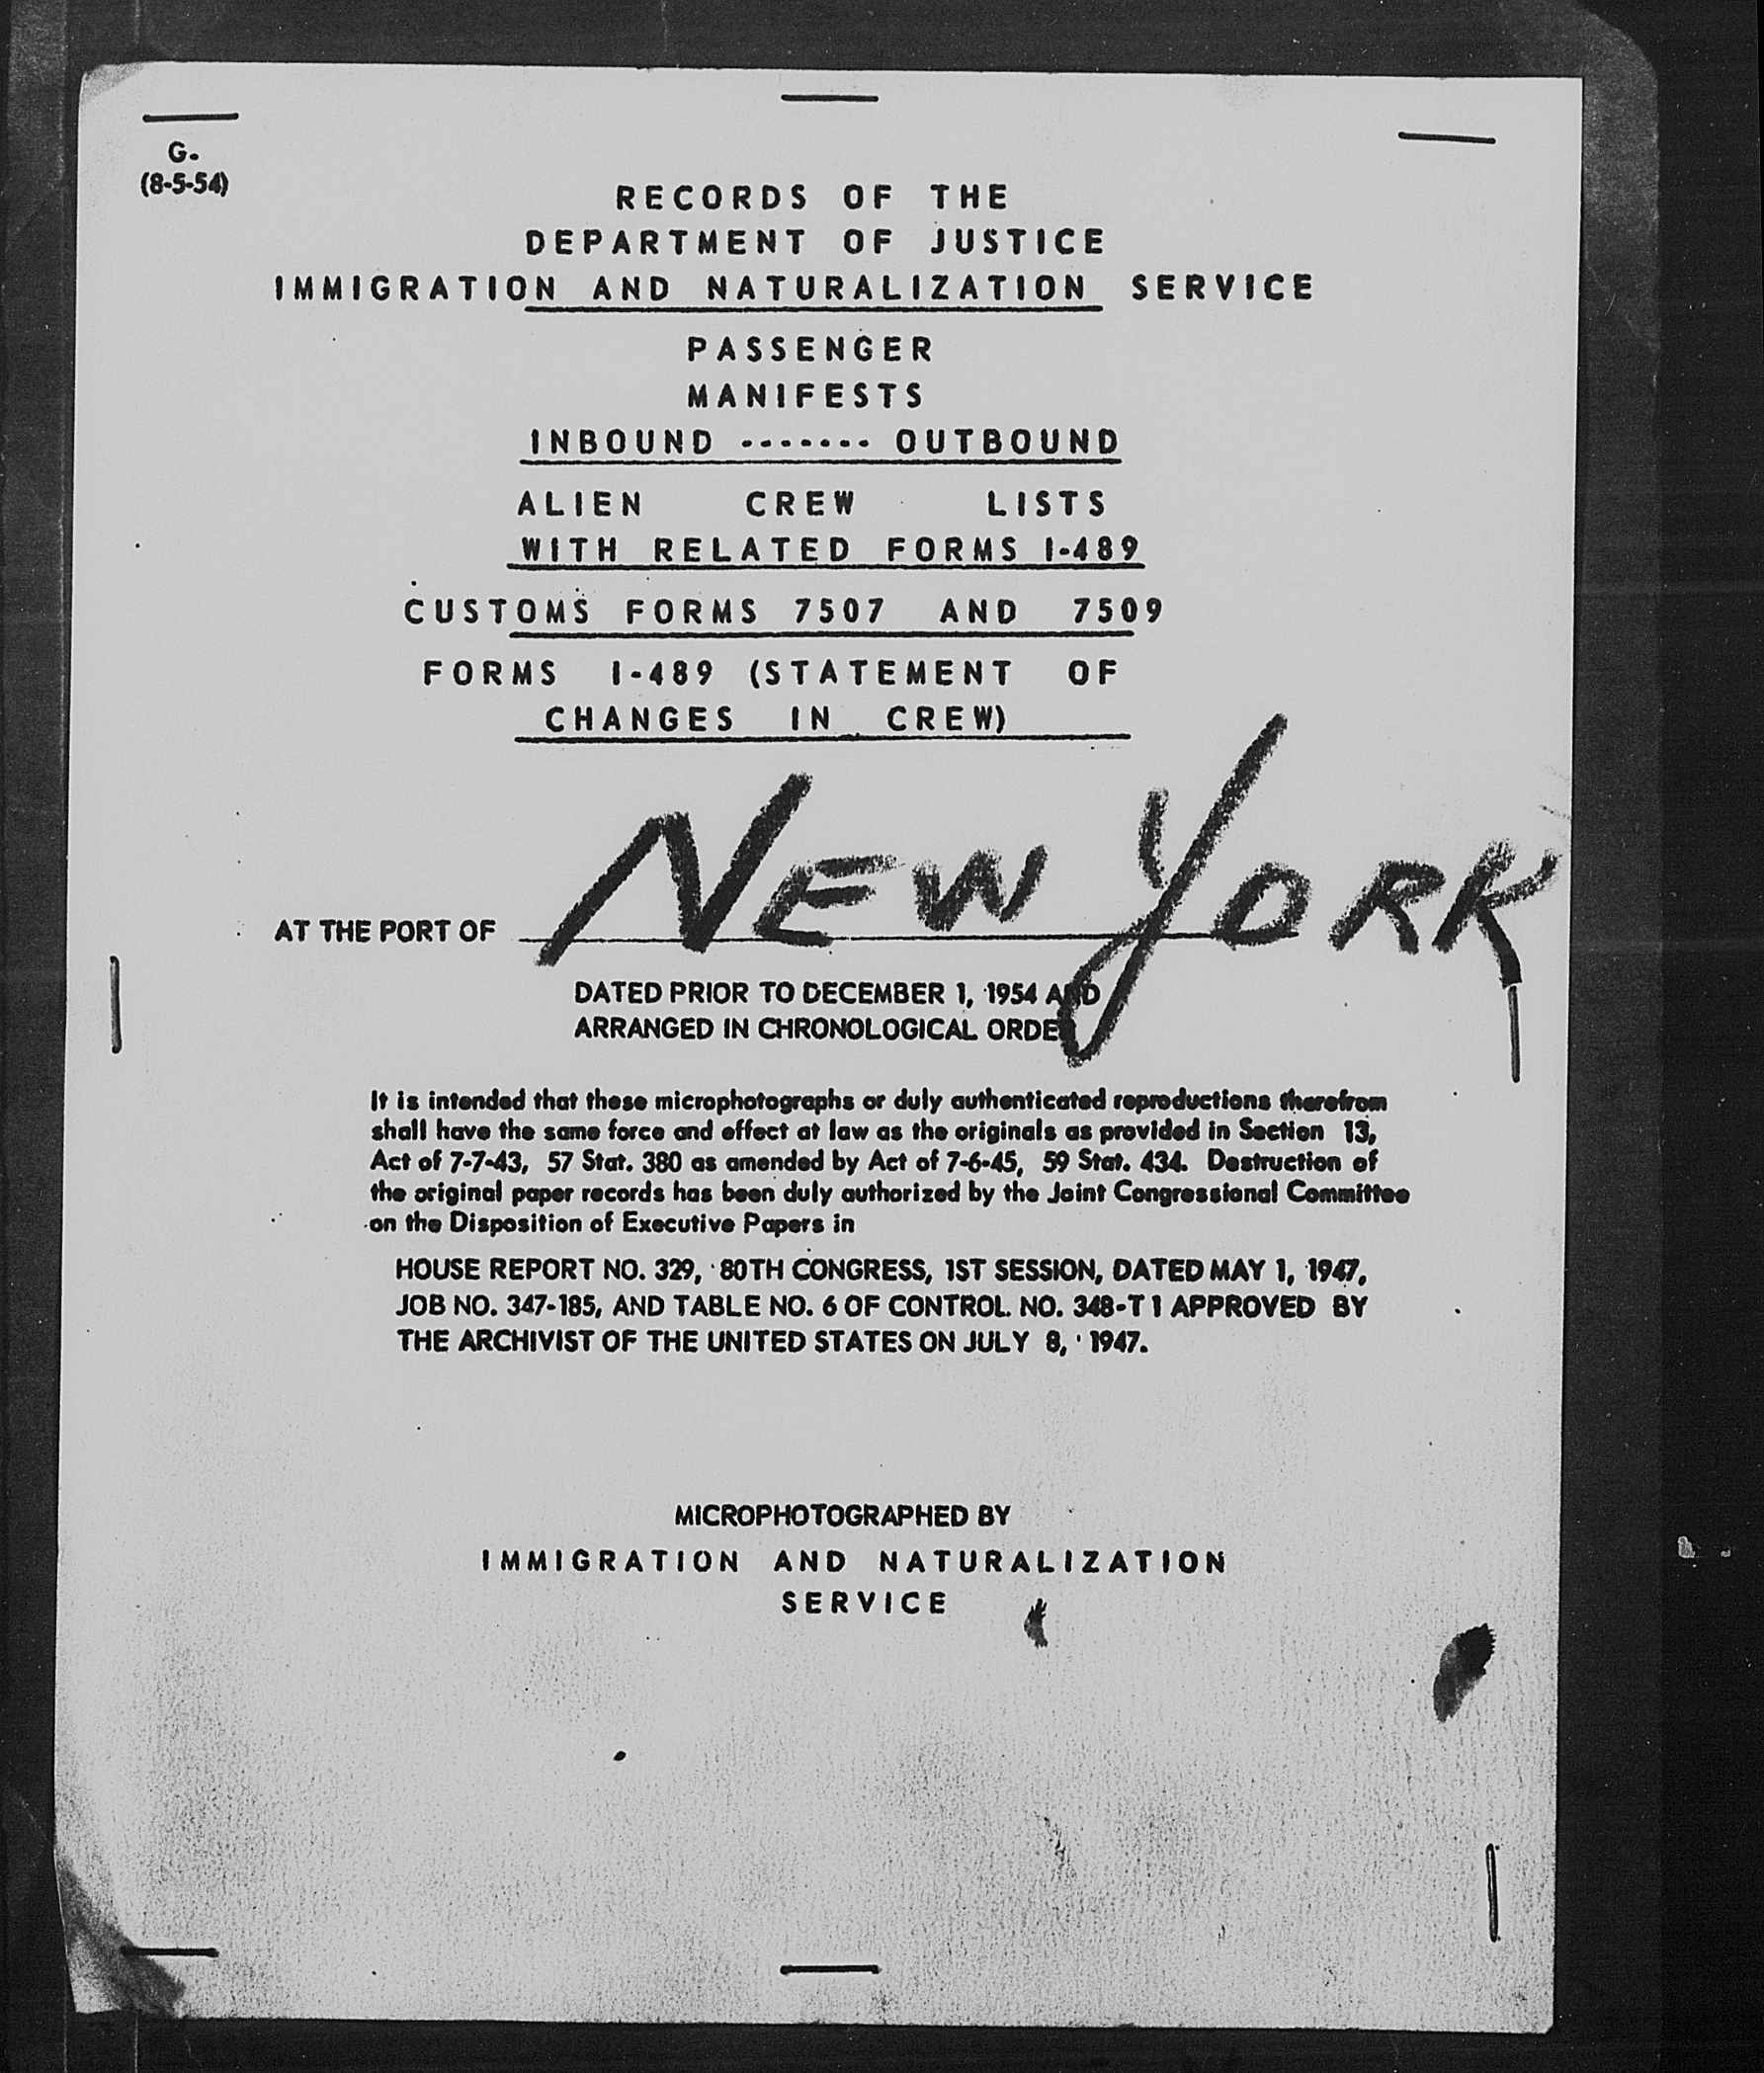 G.
(8-5-54)
RECORDS OF THE
DEPARTMENT OF JUSTICE
IMMIGRATION AND NATURALIZATION SERVICE
PASSENGER
MANIFESTS
INBOUND ------- OUTBOUND
ALIEN CREW LISTS
WITH RELATED FORMS I-489
CUSTOMS FORMS 7507 AND 7509
FORMS I-489 (STATEMENT OF
CHANGES IN CREW)
AT THE PORT OF NEW YORK
DATED PRIOR TO DECEMBER 1, 1954 AND
ARRANGED IN CHRONOLOGICAL ORDER
It is intended that these microphotographs or duly authenticated reproductions therefrom
shall have the same force and effect at law as the originals as provided in Section 13,
Act of 7-7-43, 57 Stat. 380 as amended by Act of 7-6-45, 59 Stat. 434. Destruction of
the original paper records has been duly authorized by the Joint Congressional Committee
on the Disposition of Executive Papers in
HOUSE REPORT NO. 329, 80TH CONGRESS, 1ST SESSION, DATED MAY 1, 1947,
JOB NO. 347-185, AND TABLE NO. 6 OF CONTROL NO. 348-T1 APPROVED BY
THE ARCHIVIST OF THE UNITED STATES ON JULY 8, 1947.
MICROPHOTOGRAPHED BY
IMMIGRATION AND NATURALIZATION
SERVICE